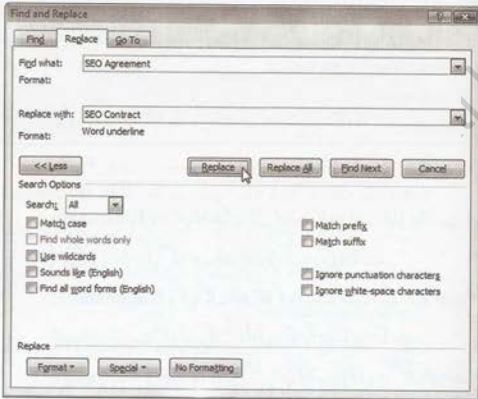 Find and Replace
Find Replace Go To
Find what: SEO Agreement
Format:
Replace with: SEO Contract
Format: Word underline
<< Less Replace Replace All Find Next Cancel
Search Options
Search: All
Match case Match prefix
Find whole words only Match suffix
Use wildcards
Sounds like (English) Ignore punctuation characters
Find all word forms (English) Ignore white-space characters
Replace
Format Special No Formatting